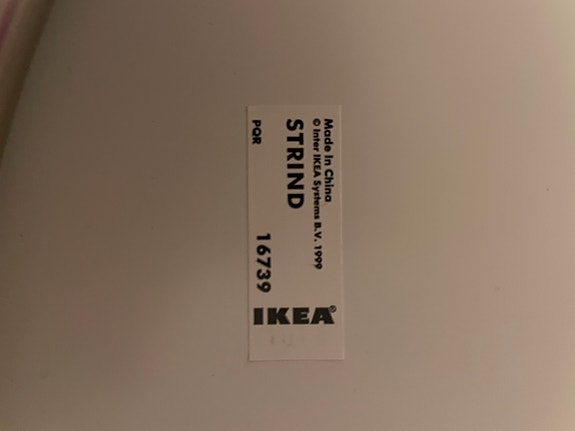 Made In China
© Inter IKEA Systems B.V. 1999
STRIND
PQR
16739
IKEA®